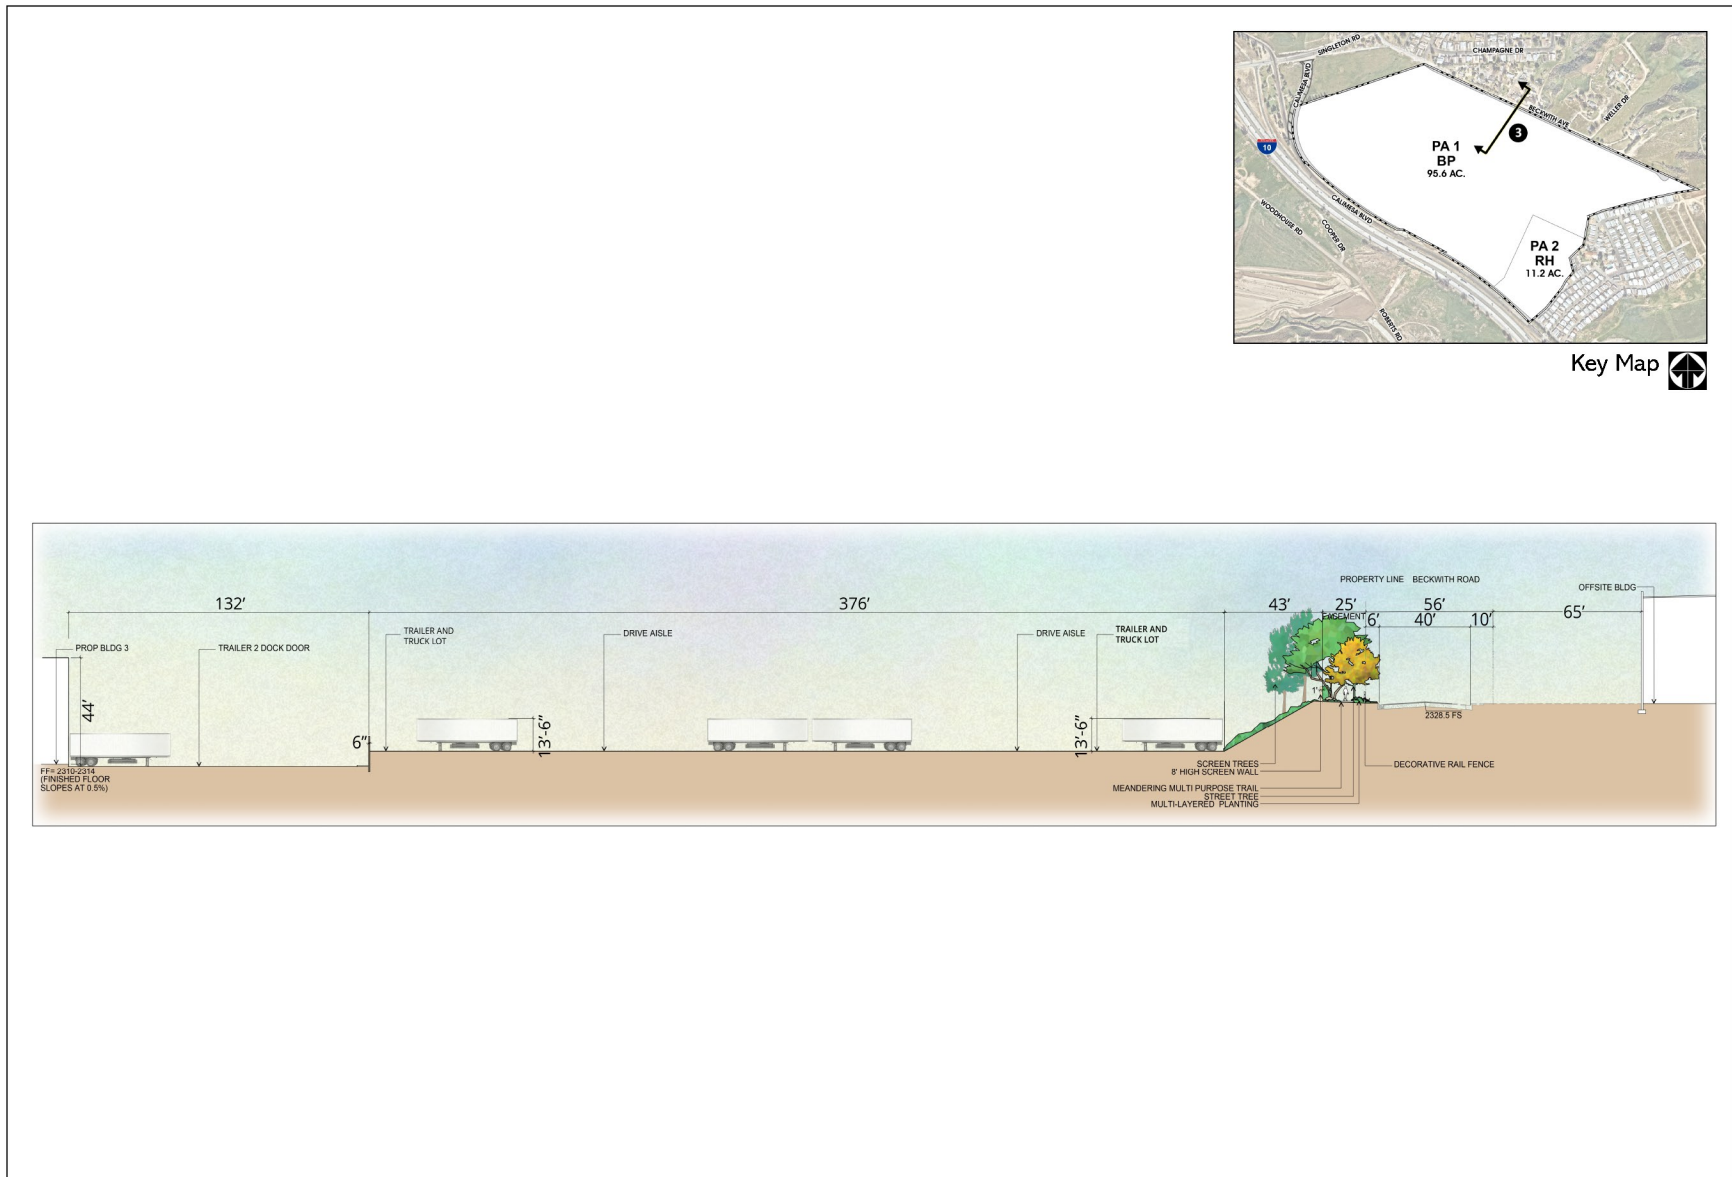 SINGLETON RD
CHAMPAGNE DR
CALIMESA BLVD
WELLER DR
BECKWITH AVE
3
10
PA 1
BP
95.6 AC.
CALIMESA BLVD
WOODHOUSE RD
COOPER DR
PA 2
RH
11.2 AC.
ROBERTS RD
Key Map
PROPERTY LINE BECKWITH ROAD
OFFSITE BLDG
132'
376'
43'
25'
56'
65'
EASEMENT
6'
40'
10'
TRAILER AND
TRUCK LOT
DRIVE AISLE
DRIVE AISLE
TRAILER AND
TRUCK LOT
PROP BLDG 3
TRAILER 2 DOCK DOOR
44'
1'
2328.5 FS
6"
13'-6"
13'-6"
FF= 2310-2314
(FINISHED FLOOR
SLOPES AT 0.5%)
SCREEN TREES
8' HIGH SCREEN WALL
DECORATIVE RAIL FENCE
MEANDERING MULTI PURPOSE TRAIL
STREET TREE
MULTI-LAYERED PLANTING